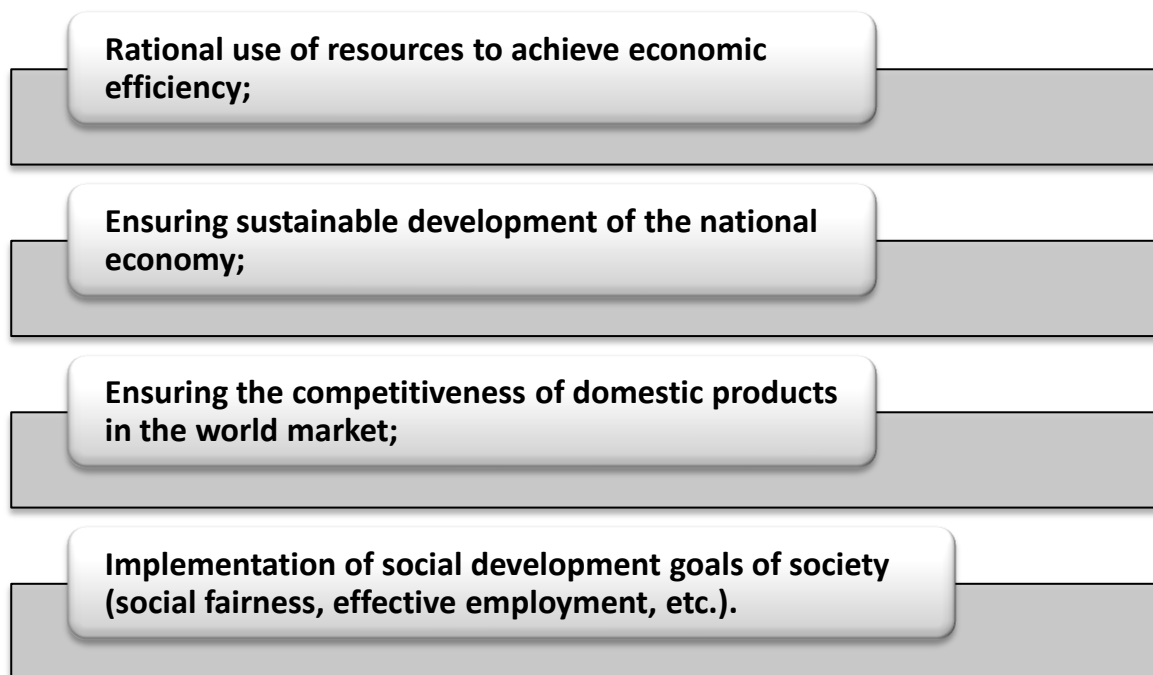 Rational use of resources to achieve economic
efficiency;
Ensuring sustainable development of the national
economy;
Ensuring the competitiveness of domestic products
in the world market;
Implementation of social development goals of society
(social fairness, effective employment, etc.).